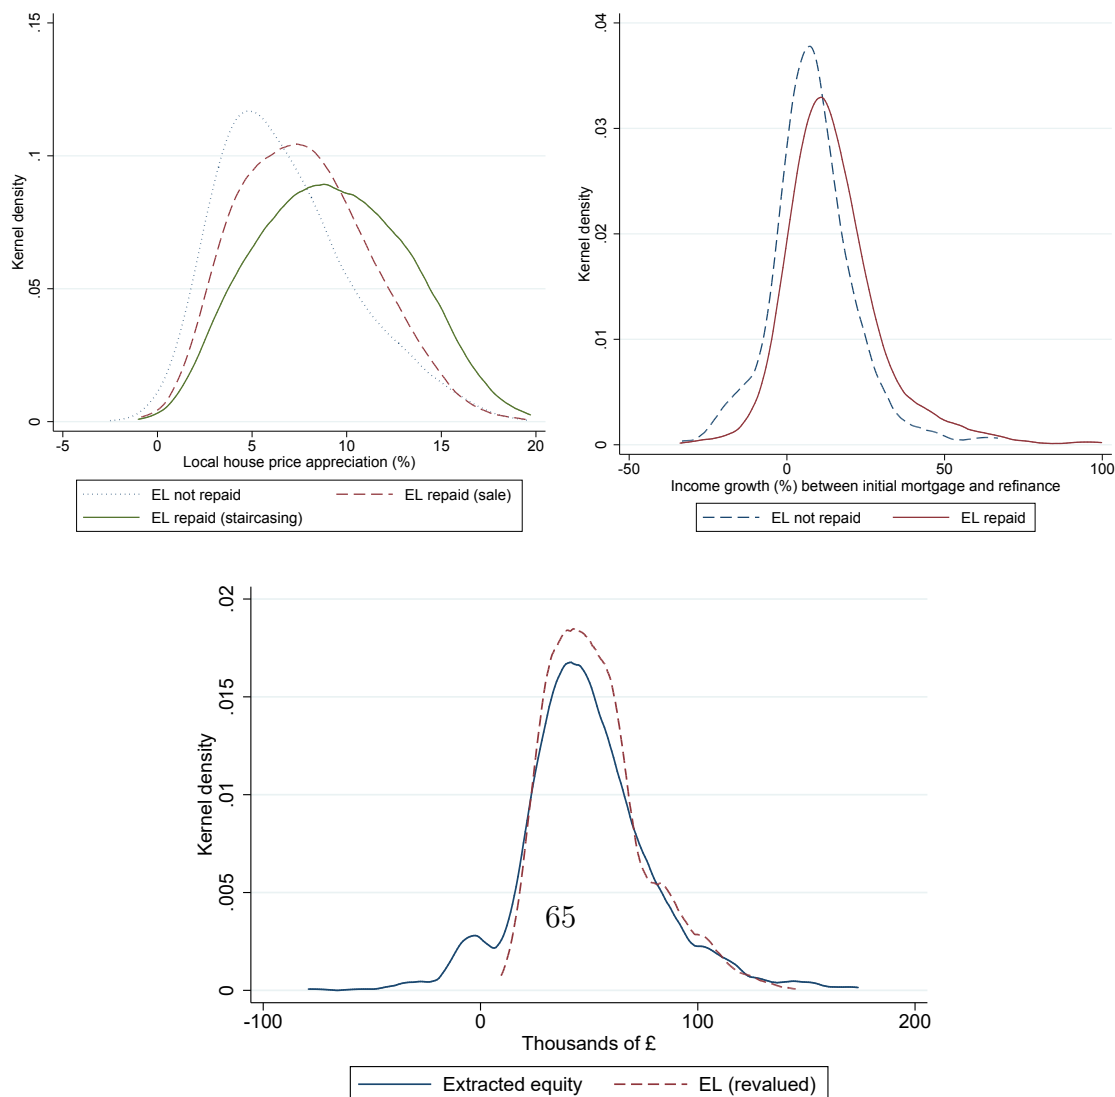 .15
.1
.05
0
Kernel density
-5 0 5 10 15 20
Local house price appreciation (%)
EL not repaid EL repaid (sale)
EL repaid (staircasing)
.04
.03
.02
.01
0
Kernel density
-50 0 50 100
Income growth (%) between initial mortgage and refinance
EL not repaid EL repaid
.02
.015
.01
.005
0
Kernel density
65
-100 0 100 200
Thousands of £
Extracted equity EL (revalued)